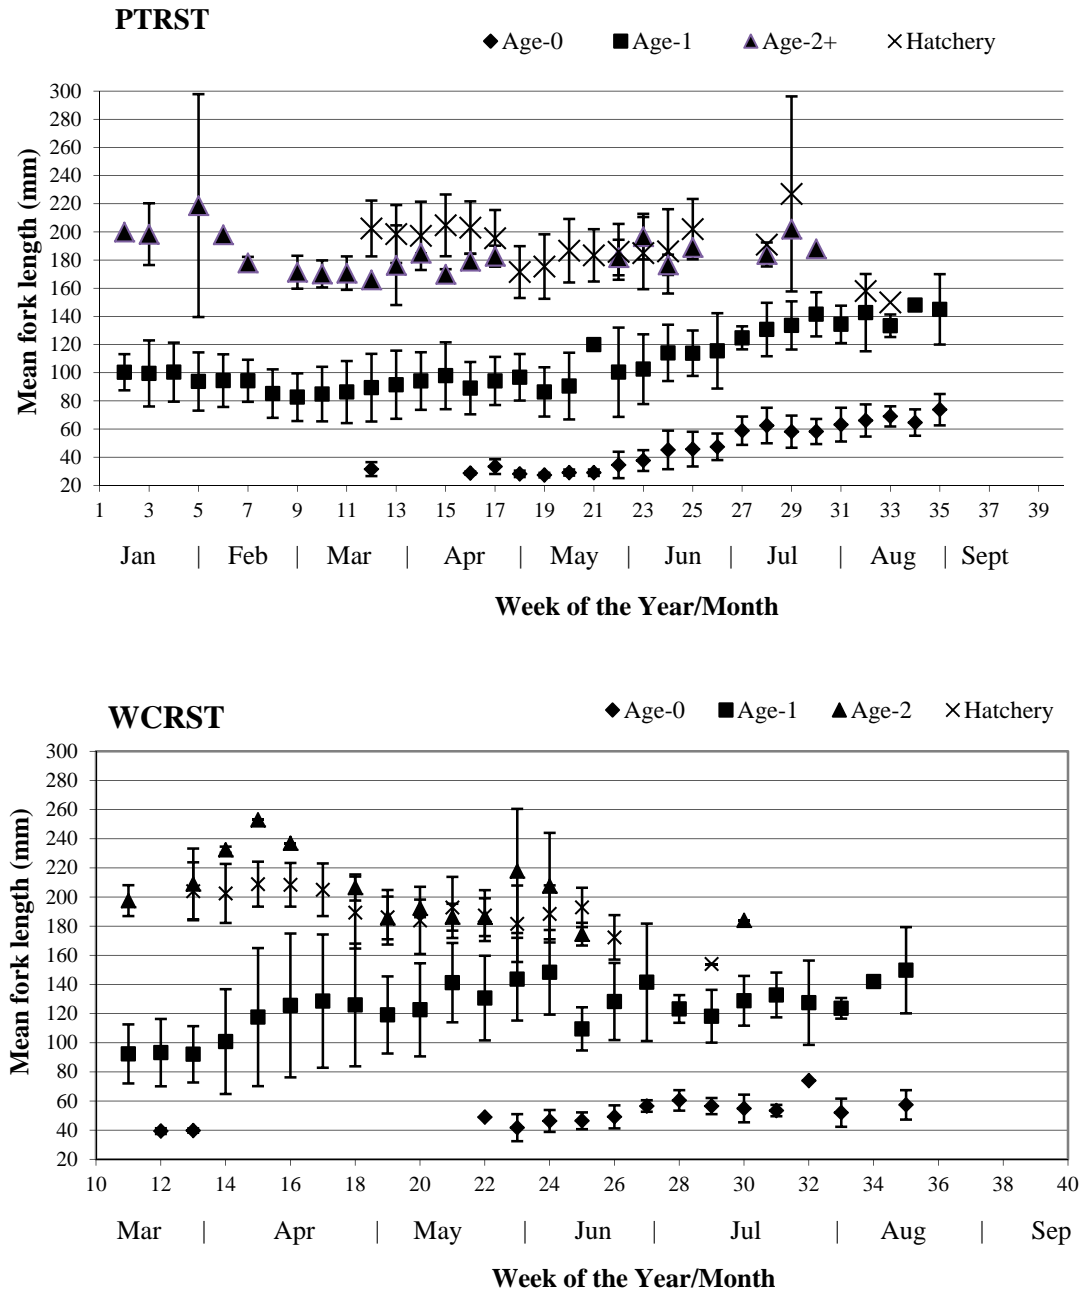 PTRST
Age-0 Age-1 Age-2+ Hatchery
Mean fork length (mm)
300
280
260
240
220
200
180
160
140
120
100
80
60
40
20
1 3 5 7 9 11 13 15 17 19 21 23 25 27 29 31 33 35 37 39
Jan | Feb | Mar | Apr | May | Jun | Jul | Aug | Sept
Week of the Year/Month
WCRST
Age-0 Age-1 Age-2 Hatchery
Mean fork length (mm)
300
280
260
240
220
200
180
160
140
120
100
80
60
40
20
10 12 14 16 18 20 22 24 26 28 30 32 34 36 38 40
Mar | Apr | May | Jun | Jul | Aug | Sep
Week of the Year/Month